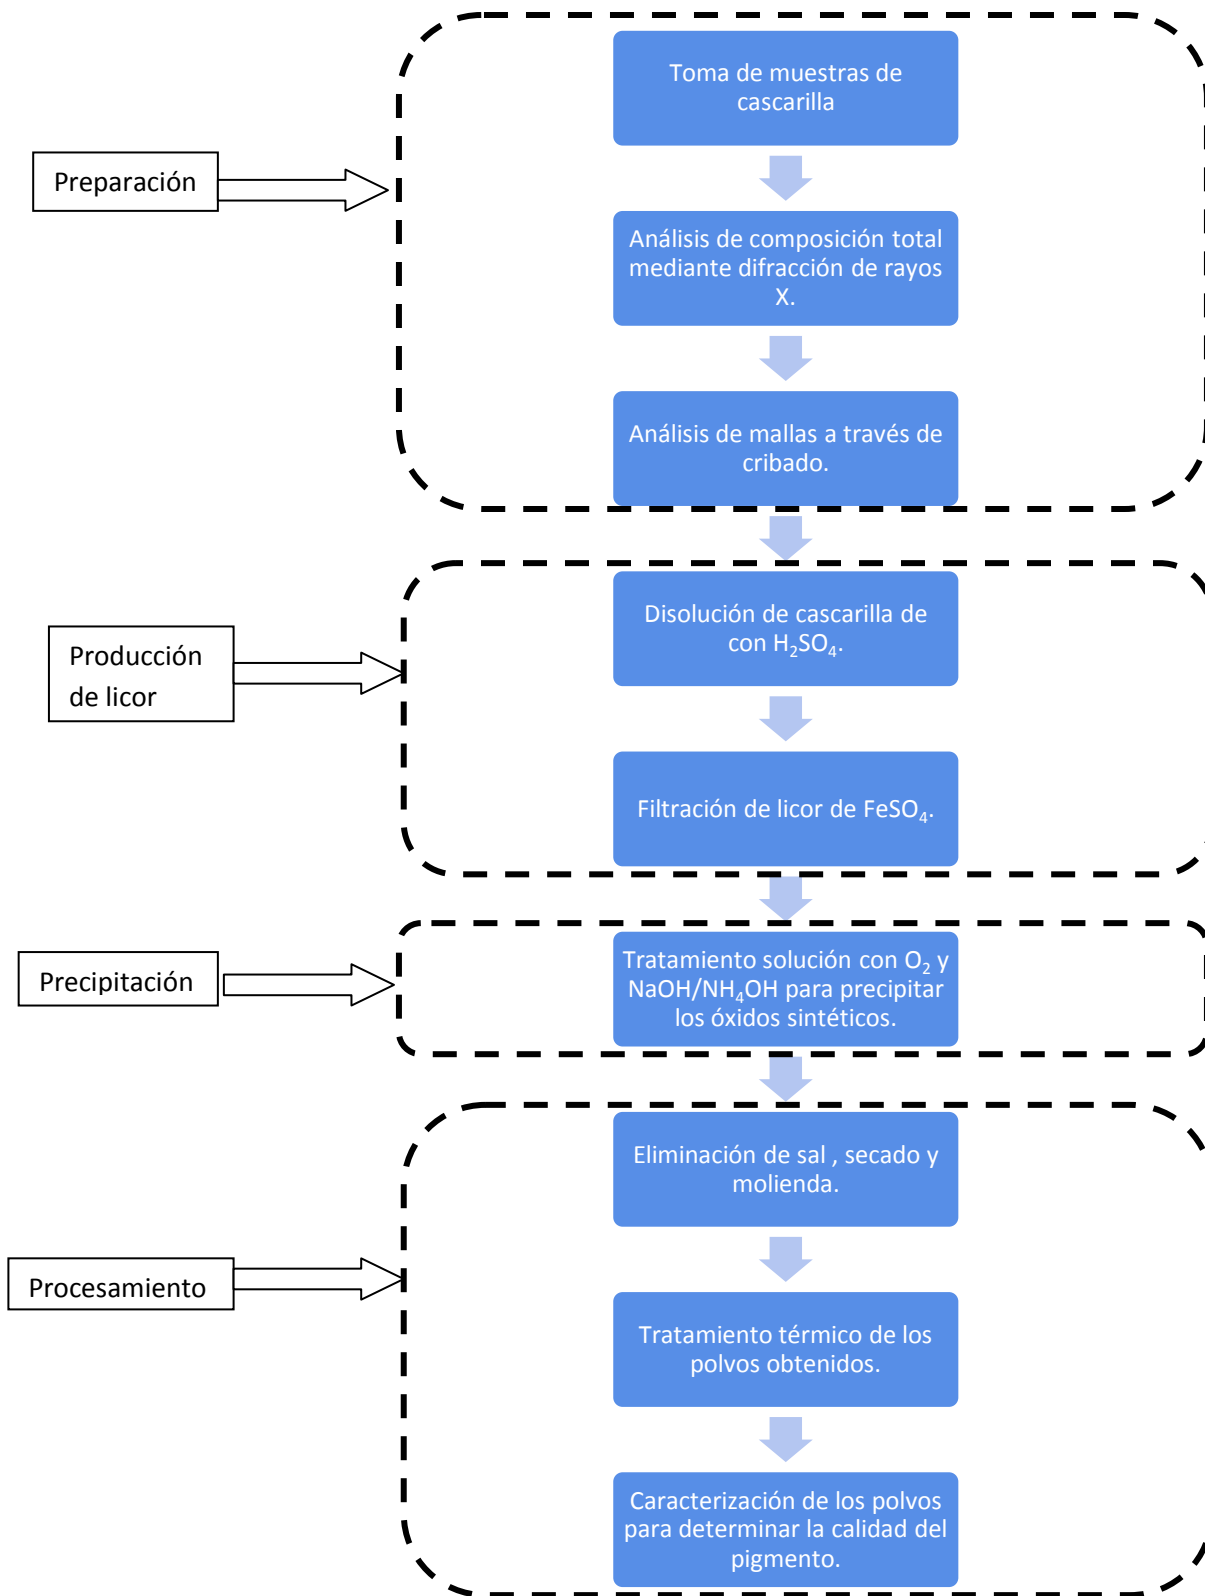 Toma de muestras de
cascarilla
Preparación
Análisis de composición total
mediante difracción de rayos
X.
Análisis de mallas a través de
cribado.
Producción
de licor
Disolución de cascarilla de
con H₂SO₄.
Filtración de licor de FeSO₄.
Precipitación
Tratamiento solución con O₂ y
NaOH/NH₄OH para precipitar
los óxidos sintéticos.
Eliminación de sal , secado y
molienda.
Procesamiento
Tratamiento térmico de los
polvos obtenidos.
Caracterización de los polvos
para determinar la calidad del
pigmento.